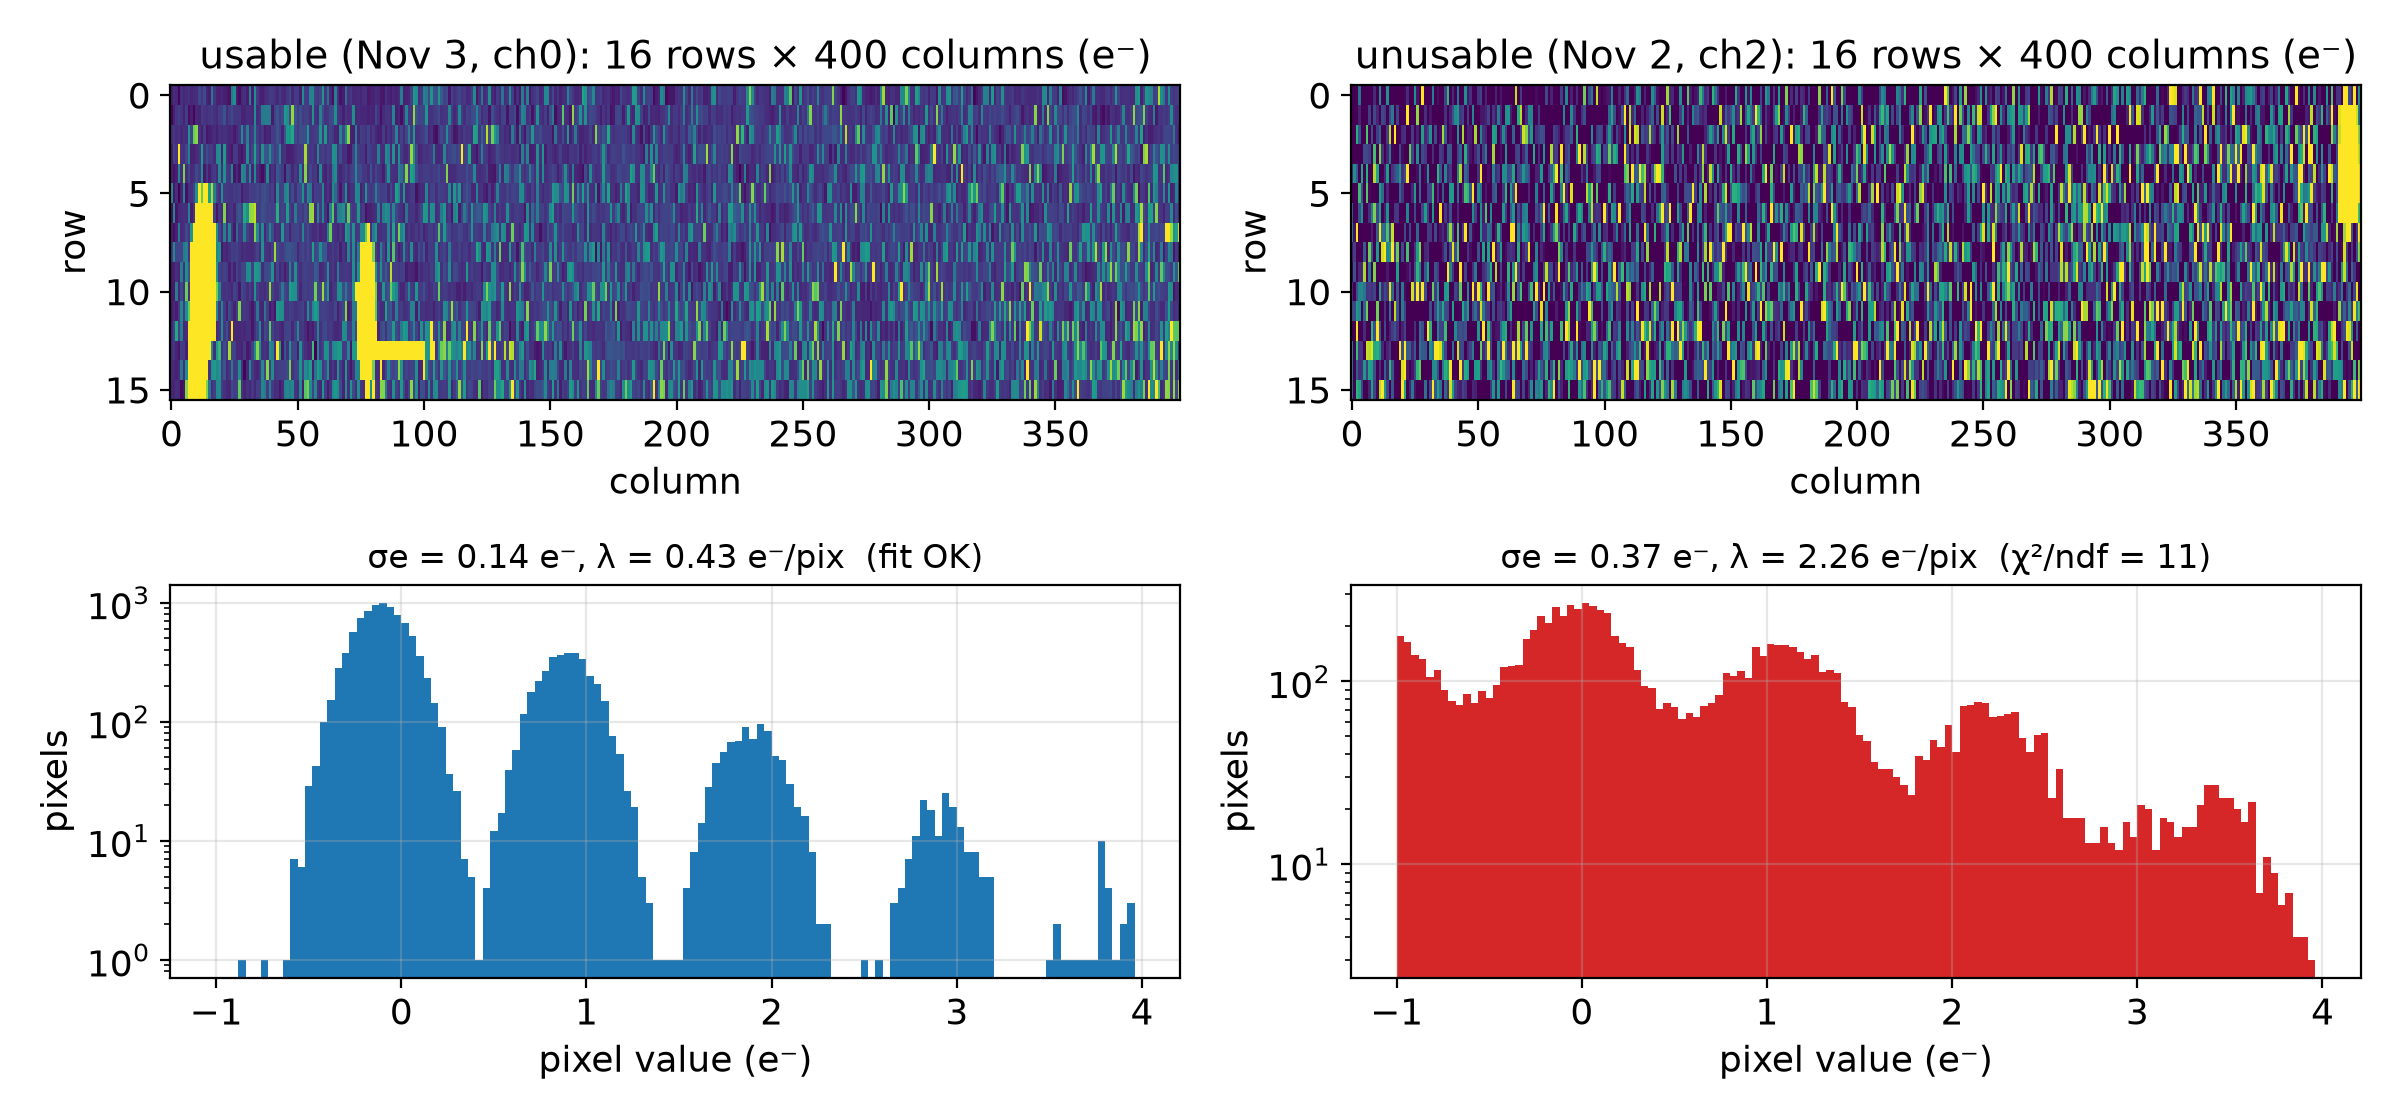 usable (Nov 3, ch0): 16 rows × 400 columns (e⁻)
0
5
10
15
row
0 50 100 150 200 250 300 350
column
unusable (Nov 2, ch2): 16 rows × 400 columns (e⁻)
0
5
10
15
row
0 50 100 150 200 250 300 350
column
σe = 0.14 e⁻, λ = 0.43 e⁻/pix (fit OK)
10³
10²
10¹
10⁰
pixels
−1 0 1 2 3 4
pixel value (e⁻)
σe = 0.37 e⁻, λ = 2.26 e⁻/pix (χ²/ndf = 11)
10²
10¹
pixels
−1 0 1 2 3 4
pixel value (e⁻)